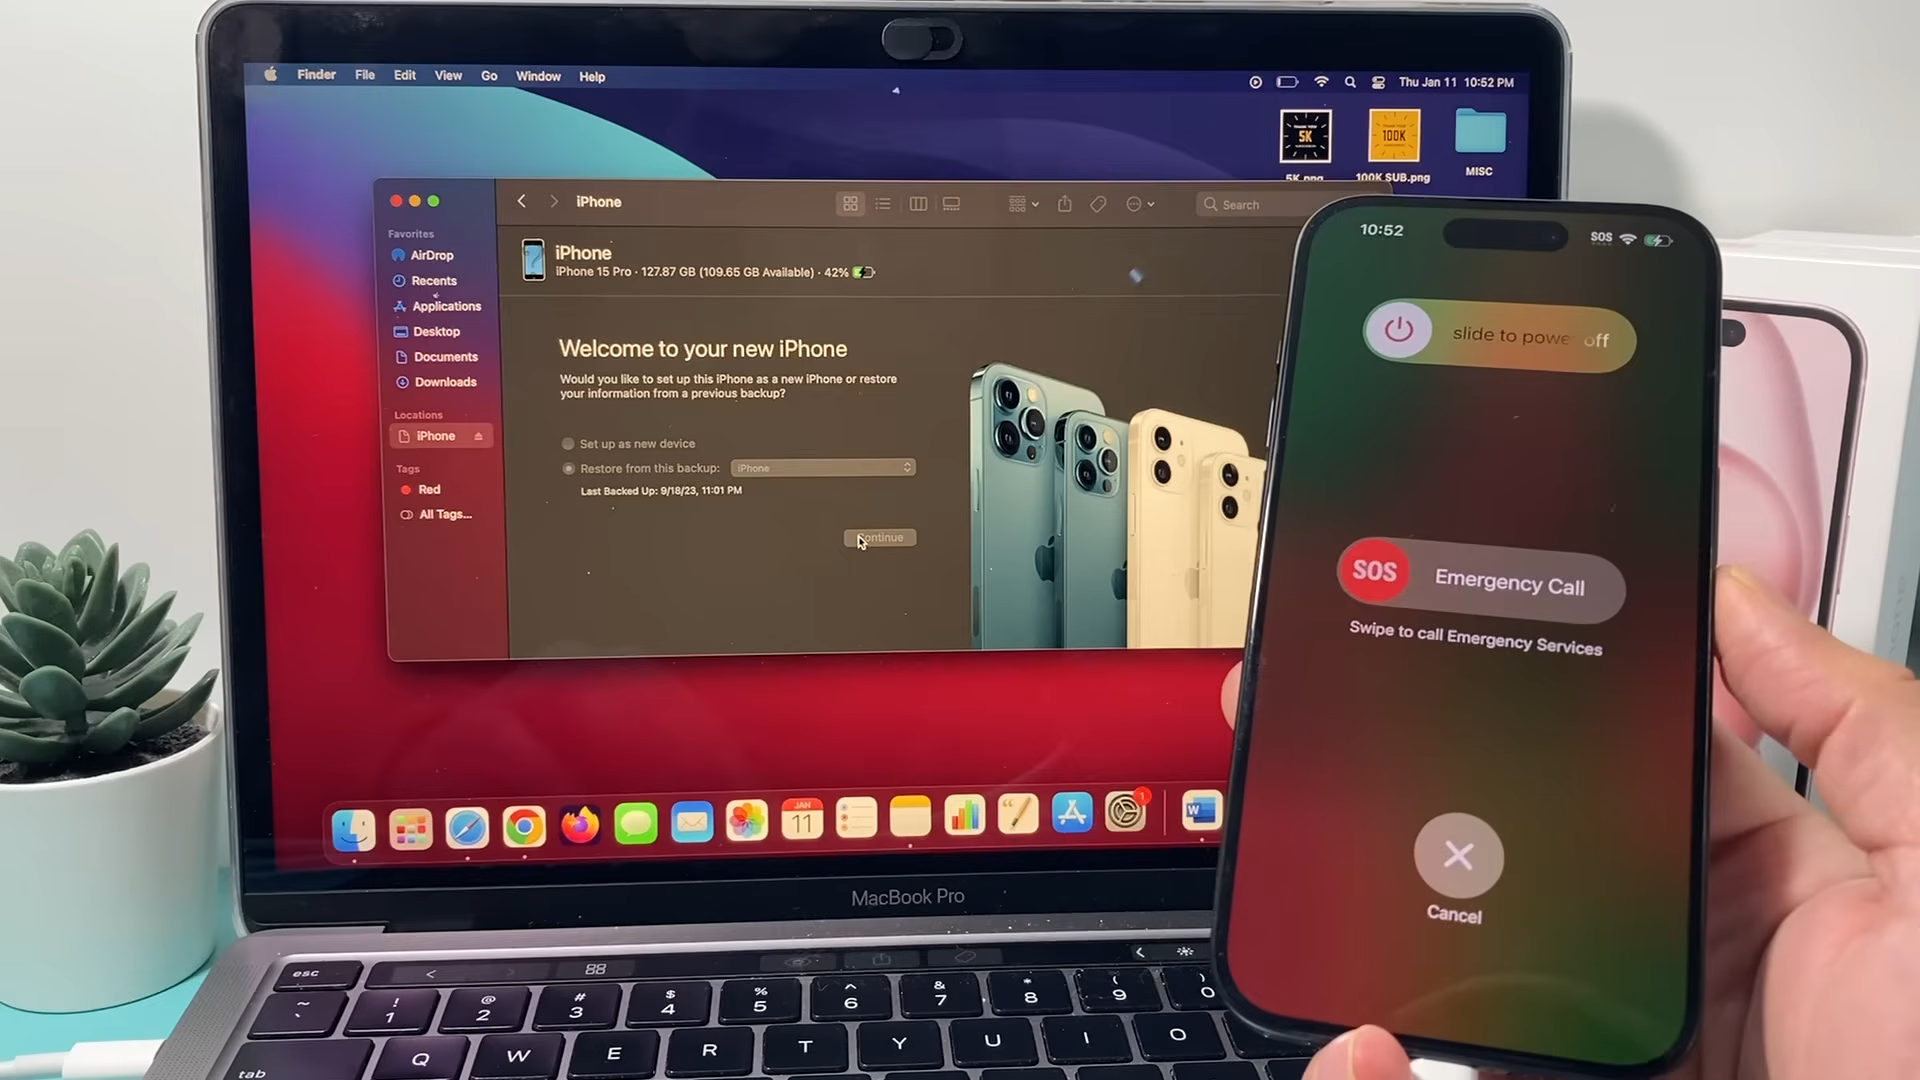 Finder File Edit View Go Window Help
Thu Jan 11 10:52 PM
5K
100K
5K.png
100K SUB.png
MISC
iPhone
Search
Favorites
AirDrop
Recents
Applications
Desktop
Documents
Downloads
Locations
iPhone
Tags
Red
All Tags...
iPhone
iPhone 15 Pro · 127.87 GB (109.65 GB Available) · 42%
Welcome to your new iPhone
Would you like to set up this iPhone as a new iPhone or restore
your information from a previous backup?
Set up as new device
Restore from this backup: iPhone
Last Backed Up: 9/18/23, 11:01 PM
Continue
JAN
11
1
W
MacBook Pro
10:52 SOS
slide to power off
SOS Emergency Call
Swipe to call Emergency Services
Cancel
esc
~ ! @ # $ % ^ & * ( )
` 1 2 3 4 5 6 7 8 9 0
tab Q W E R T Y U I O